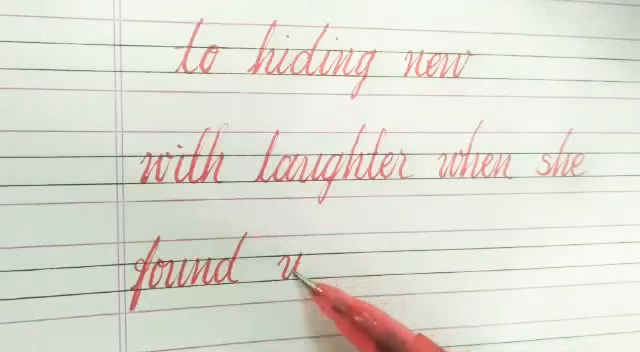 to hiding new
with laughter when she
found u